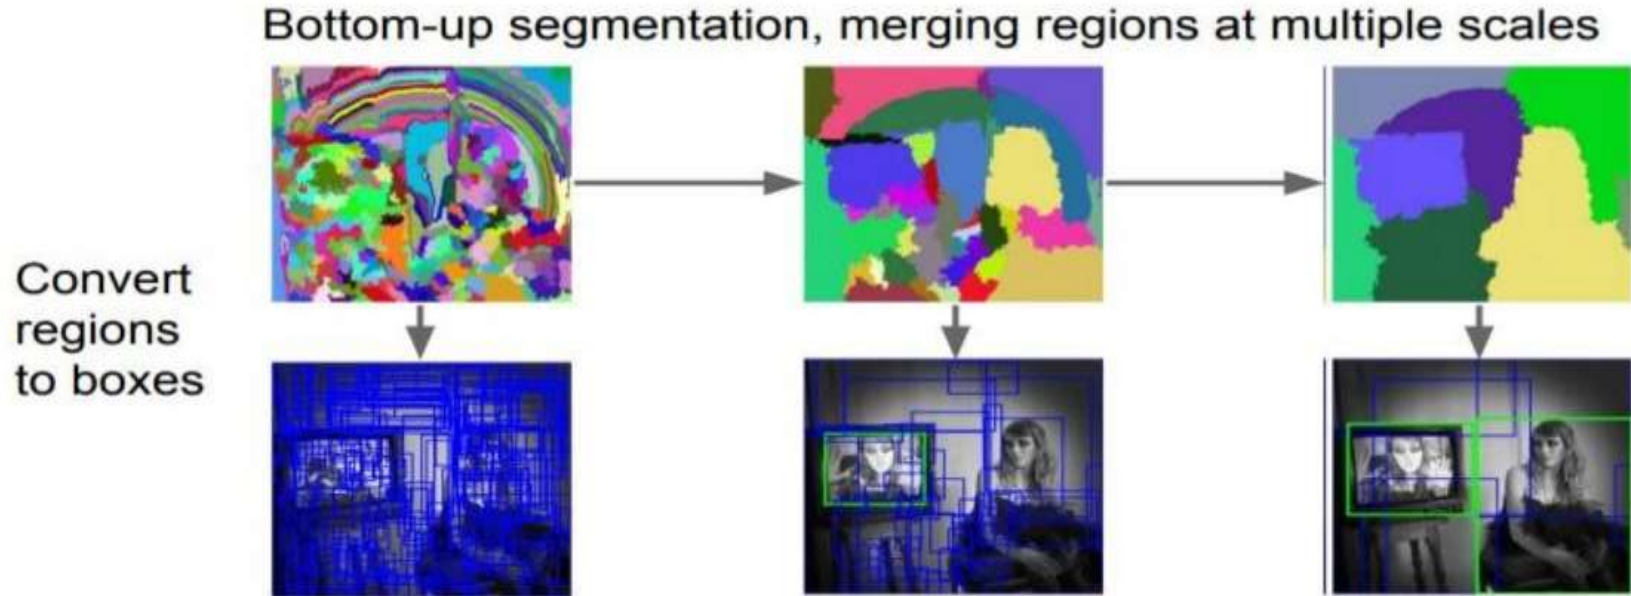 Bottom-up segmentation, merging regions at multiple scales
Convert
regions
to boxes